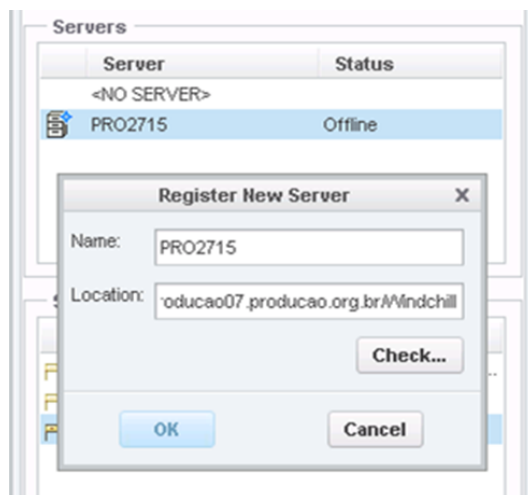 Servers
Server Status
<NO SERVER>
PRO2715 Offline
Register New Server X
Name: PRO2715
Location: roducao07.producao.org.br/Windchill
Check...
OK Cancel